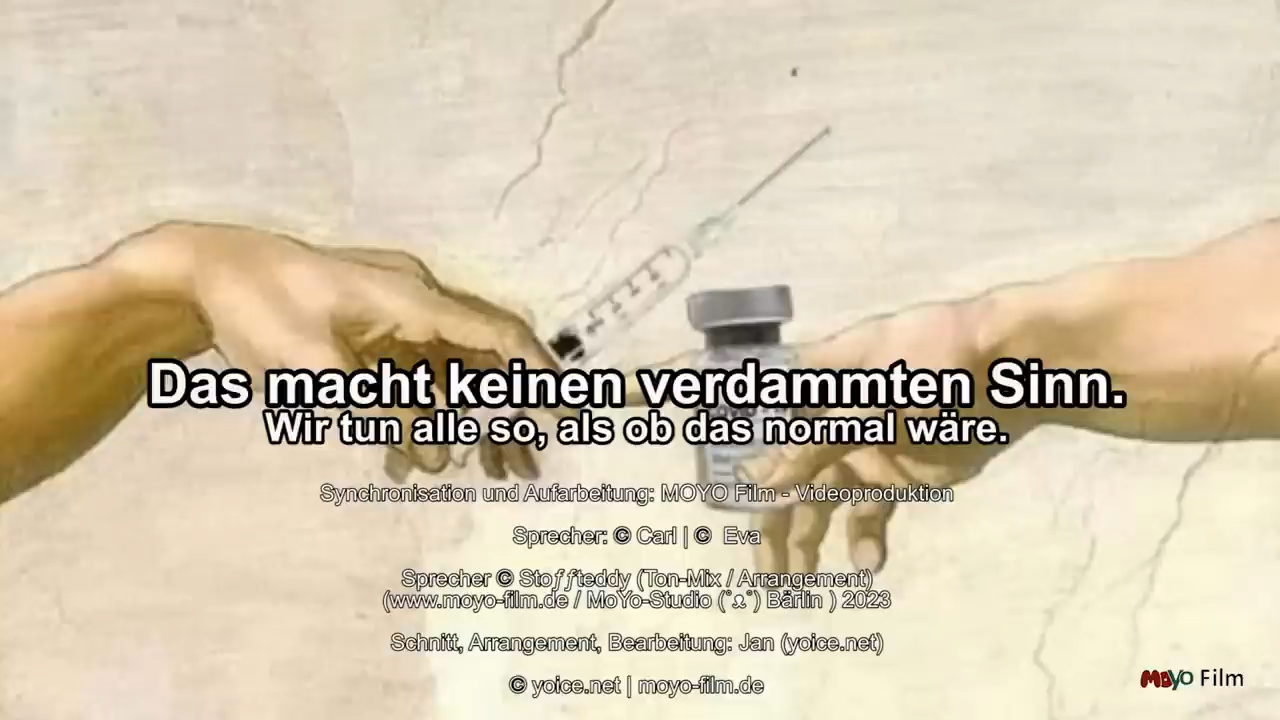 Das macht keinen verdammten Sinn.
Wir tun alle so, als ob das normal wäre.
Synchronisation und Aufarbeitung: MOYO Film - Videoproduktion
Sprecher: © Carl | © Eva
Sprecher © Stoƒƒteddy (Ton-Mix / Arrangement)
(www.moyo-film.de / MoYo-Studio (˚ᴥ˚) Bärlin ) 2023
Schnitt, Arrangement, Bearbeitung: Jan (yoice.net)
© yoice.net | moyo-film.de
MOYO Film